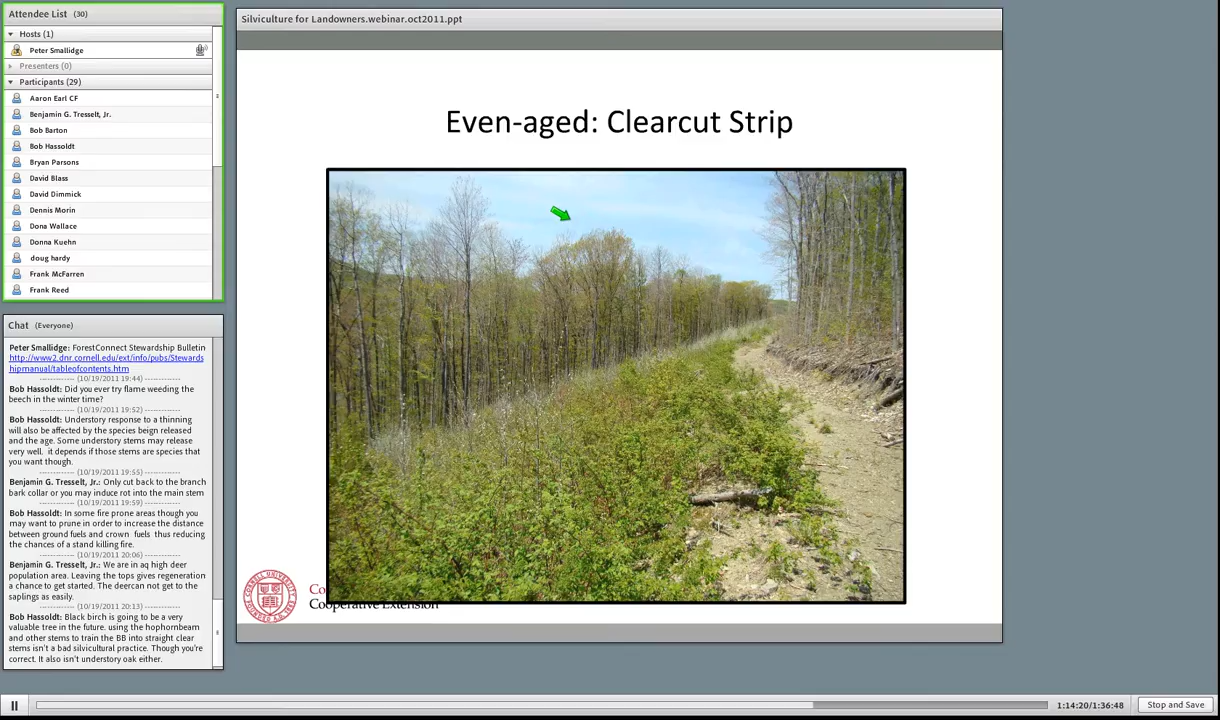 Attendee List (30)
Hosts (1)
Peter Smallidge
Presenters (0)
Participants (29)
Aaron Earl CF
Benjamin G. Tresselt, Jr.
Bob Barton
Bob Hassoldt
Bryan Parsons
David Blass
David Dimmick
Dennis Morin
Dona Wallace
Donna Kuehn
doug hardy
Frank McFarren
Frank Reed
Chat (Everyone)
Peter Smallidge: ForestConnect Stewardship Bulletin
http://www2.dnr.cornell.edu/ext/info/pubs/Stewards
hipmanual/tableofcontents.htm
------------ (10/19/2011 19:44) ------------
Bob Hassoldt: Did you ever try flame weeding the
beech in the winter time?
------------ (10/19/2011 19:52) ------------
Bob Hassoldt: Understory response to a thinning
will also be affected by the species beign released
and the age. Some understory stems may release
very well. it depends if those stems are species that
you want though.
------------ (10/19/2011 19:55) ------------
Benjamin G. Tresselt, Jr.: Only cut back to the branch
bark collar or you may induce rot into the main stem
------------ (10/19/2011 19:59) ------------
Bob Hassoldt: In some fire prone areas though you
may want to prune in order to increase the distance
between ground fuels and crown fuels thus reducing
the chances of a stand killing fire.
------------ (10/19/2011 20:06) ------------
Benjamin G. Tresselt, Jr.: We are in aq high deer
population area. Leaving the tops gives regeneration
a chance to get started. The deercan not get to the
saplings as easily.
------------ (10/19/2011 20:13) ------------
Bob Hassoldt: Black birch is going to be a very
valuable tree in the future. using the hophornbeam
and other stems to train the BB into straight clear
stems isn't a bad silvicultural practice. Though you're
correct. It also isn't understory oak either.
Silviculture for Landowners.webinar.oct2011.ppt
Even-aged: Clearcut Strip
Co
Cooperative Extension
1:14:20/1:36:48
Stop and Save